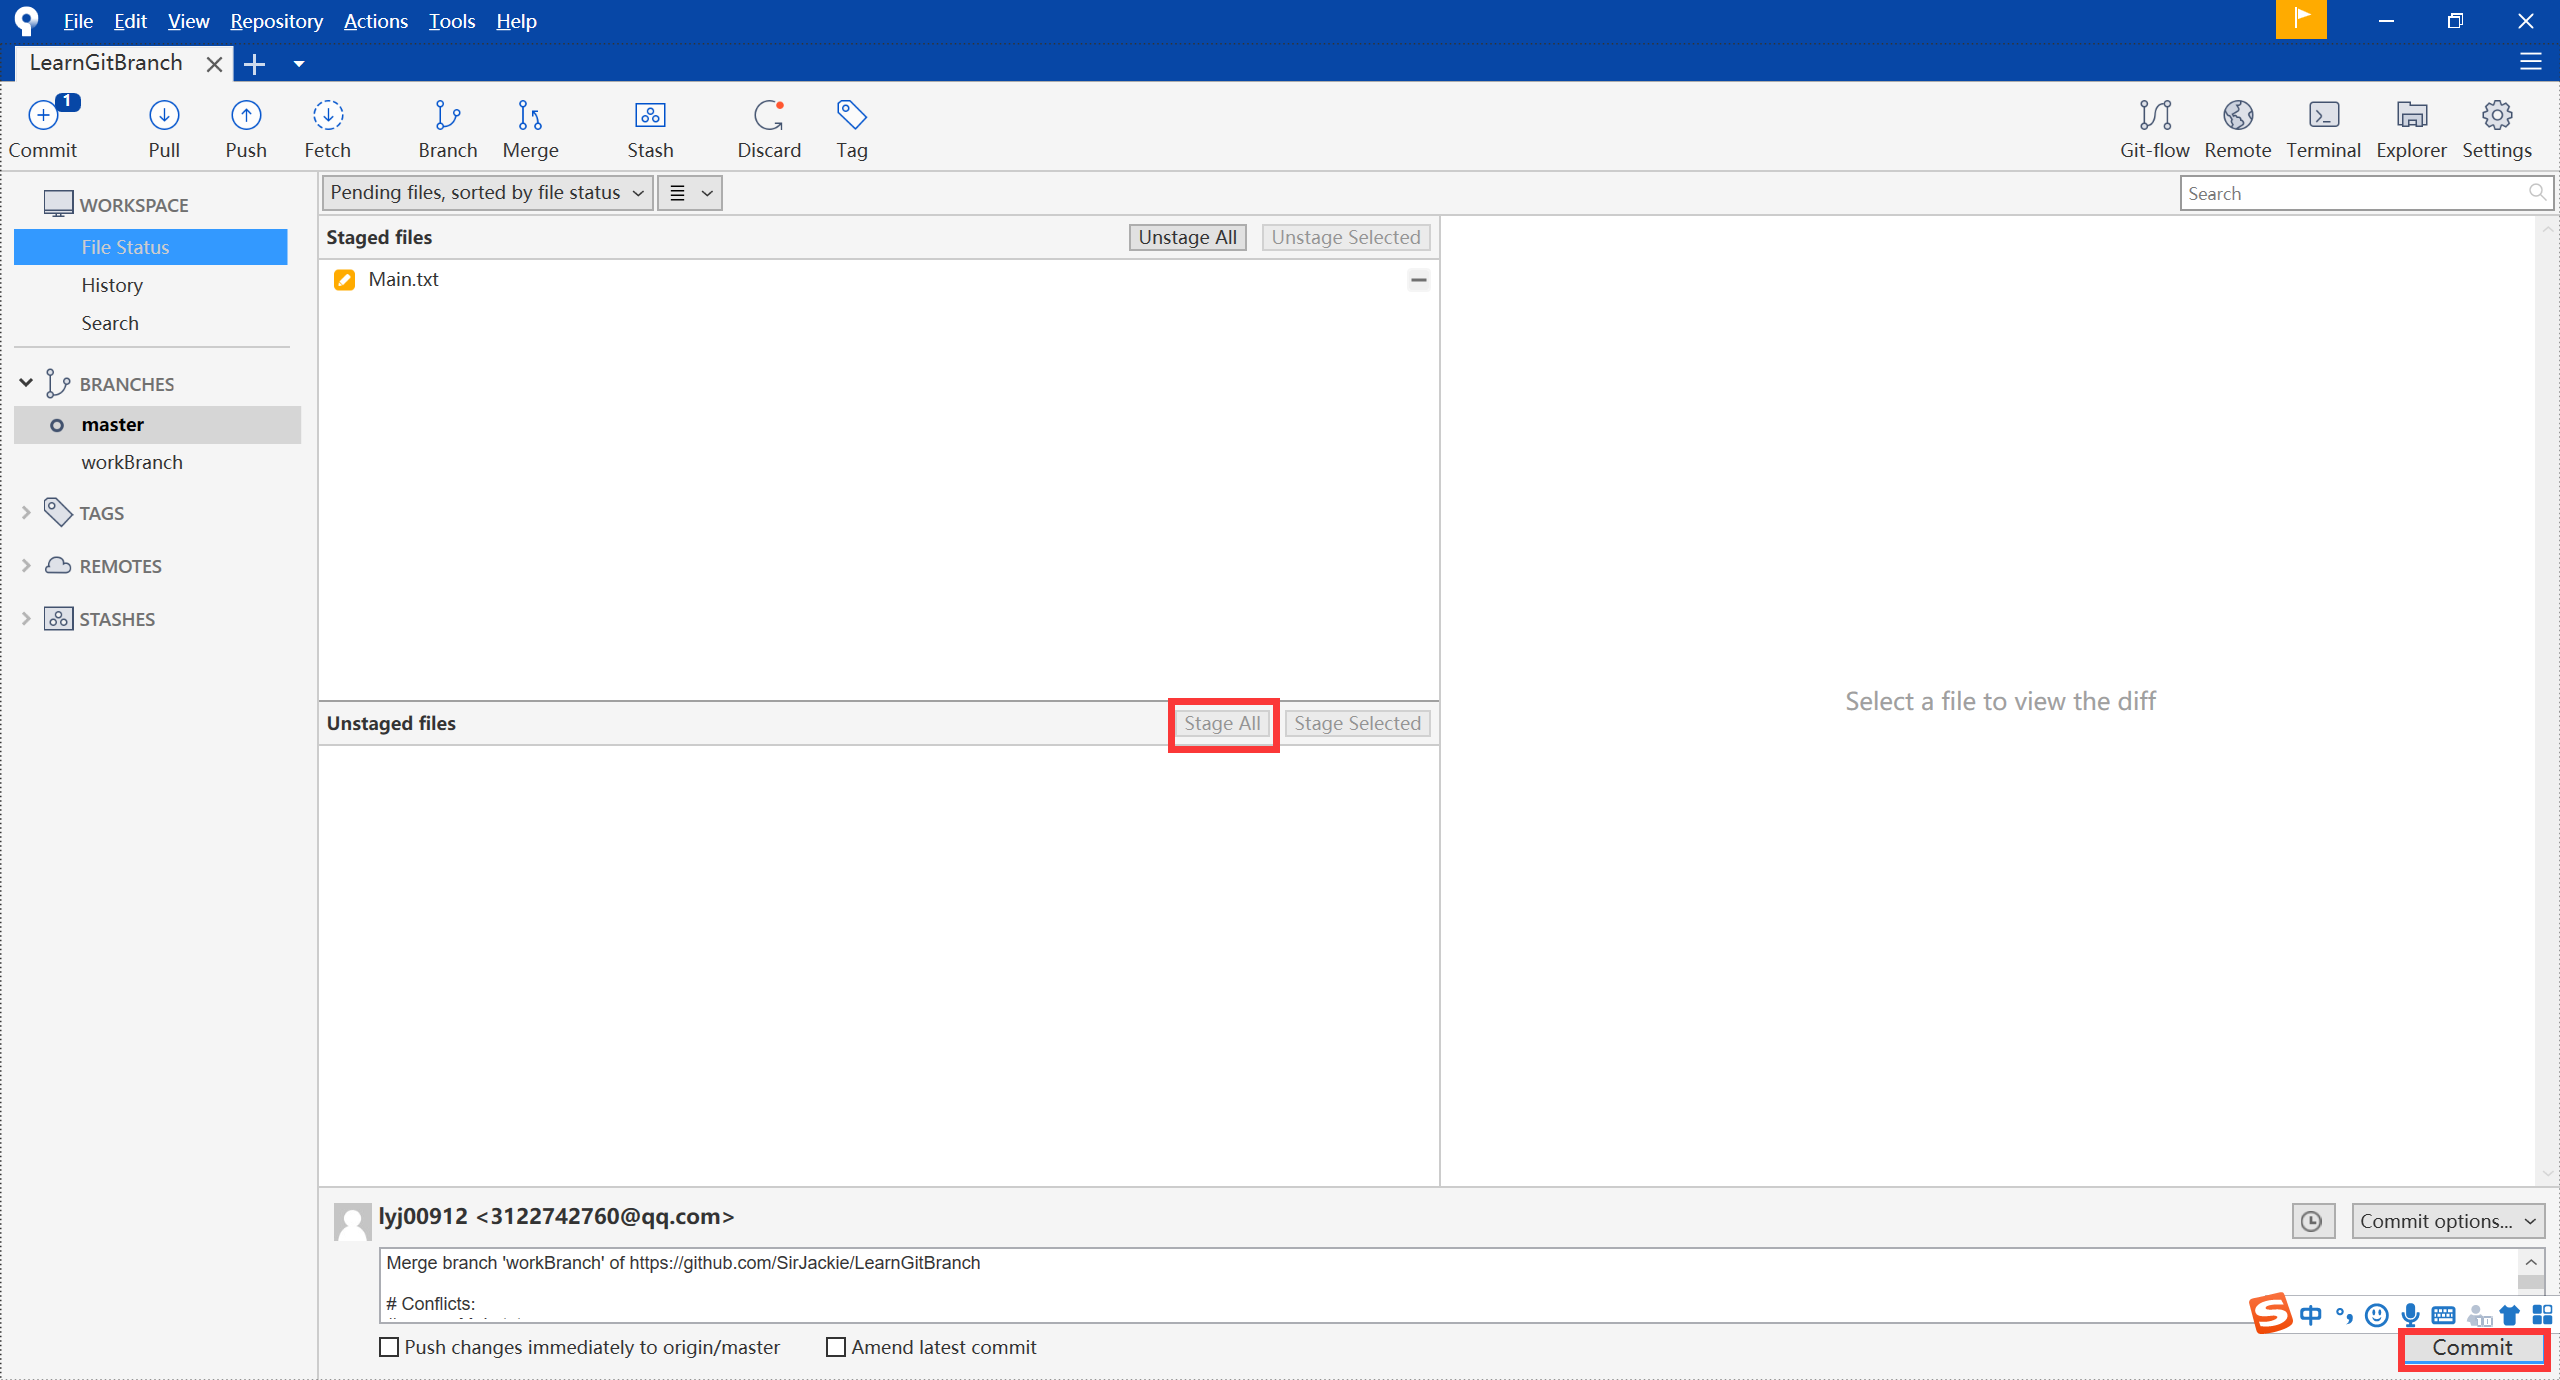 File Edit View Repository Actions Tools Help
LearnGitBranch
1
Commit Pull Push Fetch Branch Merge Stash Discard Tag Git-flow Remote Terminal Explorer Settings
WORKSPACE
File Status
History
Search
BRANCHES
master
workBranch
TAGS
REMOTES
STASHES
Pending files, sorted by file status
Search
Staged files Unstage All Unstage Selected
Main.txt
Unstaged files Stage All Stage Selected
Select a file to view the diff
lyj00912 <3122742760@qq.com>
Commit options...
Merge branch 'workBranch' of https://github.com/SirJackie/LearnGitBranch
# Conflicts:
中
Push changes immediately to origin/master Amend latest commit
Commit